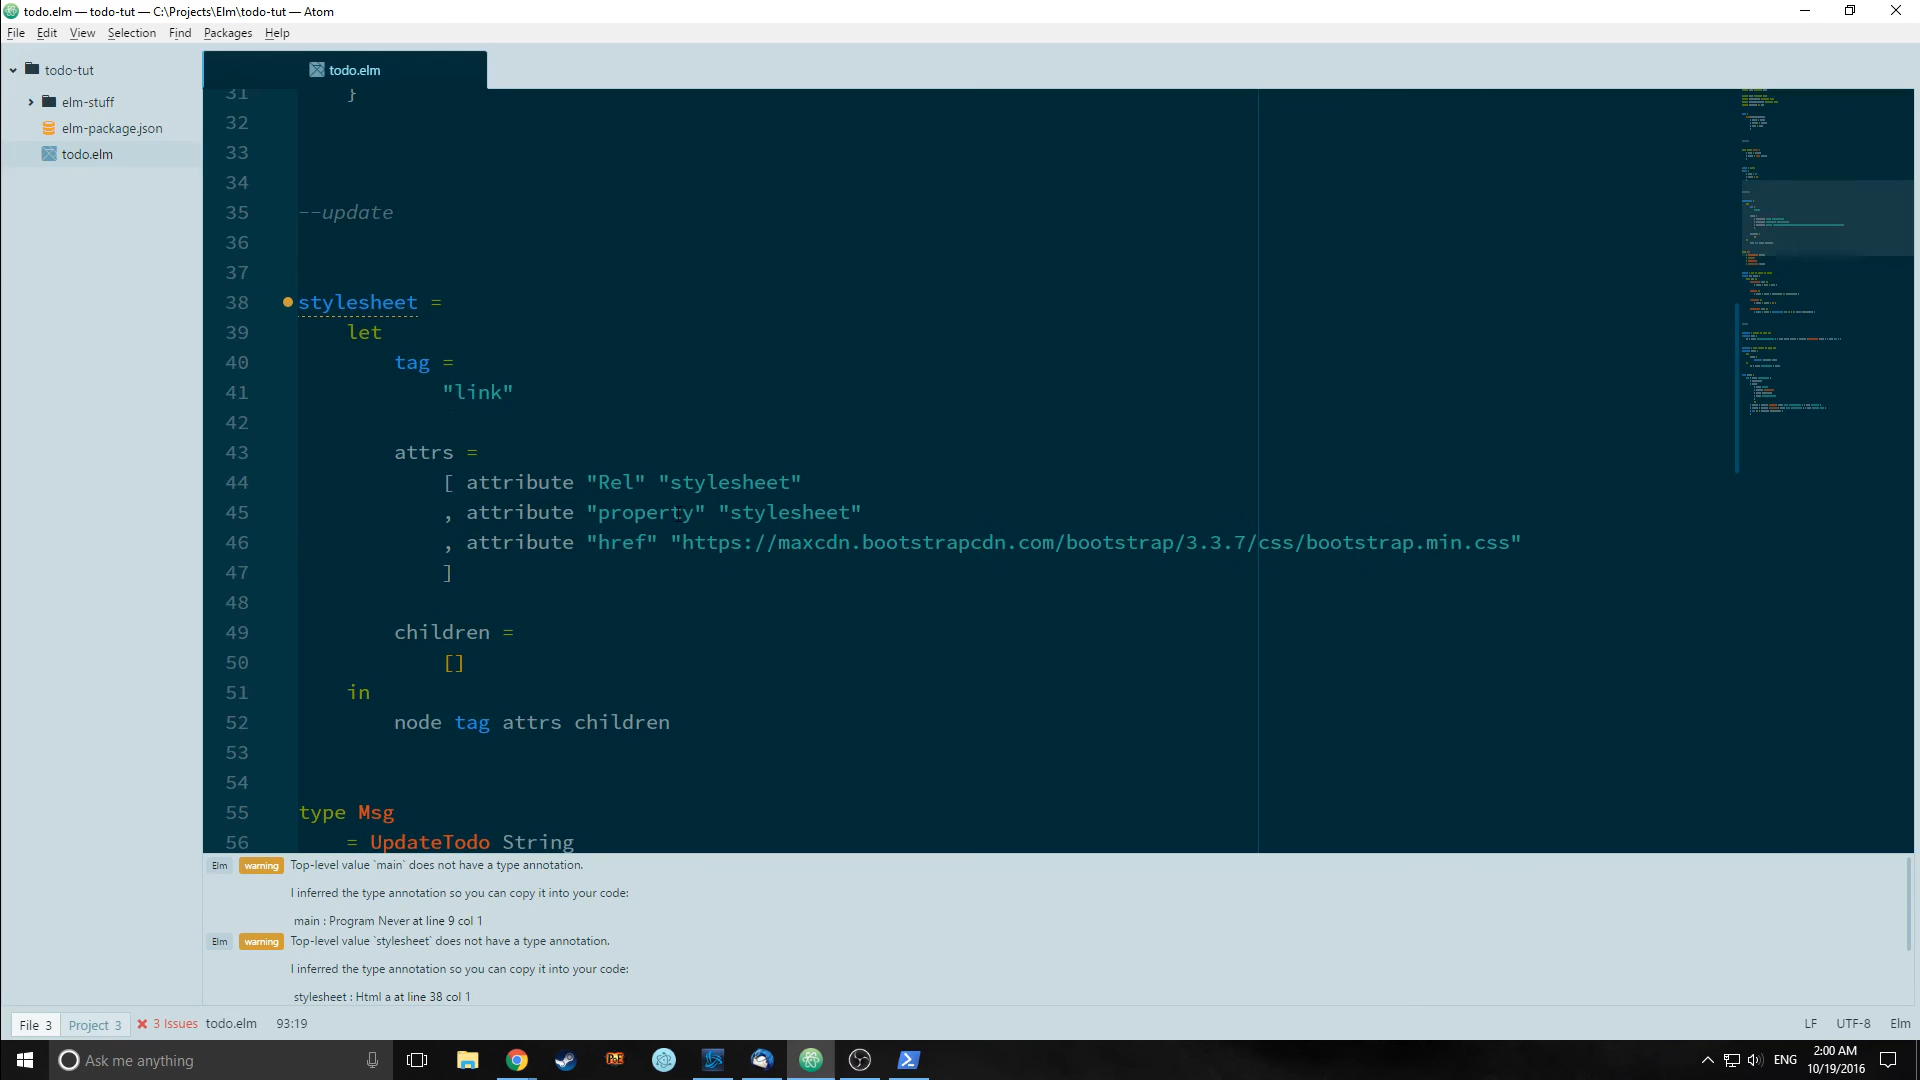 todo.elm — todo-tut — C:\Projects\Elm\todo-tut — Atom
File Edit View Selection Find Packages Help
todo-tut
elm-stuff
elm-package.json
todo.elm
todo.elm
31 }
32
33
34
35 --update
36
37
38 stylesheet =
39 let
40 tag =
41 "link"
42
43 attrs =
44 [ attribute "Rel" "stylesheet"
45 , attribute "property" "stylesheet"
46 , attribute "href" "https://maxcdn.bootstrapcdn.com/bootstrap/3.3.7/css/bootstrap.min.css"
47 ]
48
49 children =
50 []
51 in
52 node tag attrs children
53
54
55 type Msg
56 = UpdateTodo String
Elm warning Top-level value `main` does not have a type annotation.
I inferred the type annotation so you can copy it into your code:
main : Program Never at line 9 col 1
Elm warning Top-level value `stylesheet` does not have a type annotation.
I inferred the type annotation so you can copy it into your code:
stylesheet : Html a at line 38 col 1
File 3 Project 3 3 Issues todo.elm 93:19 LF UTF-8 Elm
Ask me anything
PoE
ENG
2:00 AM
10/19/2016